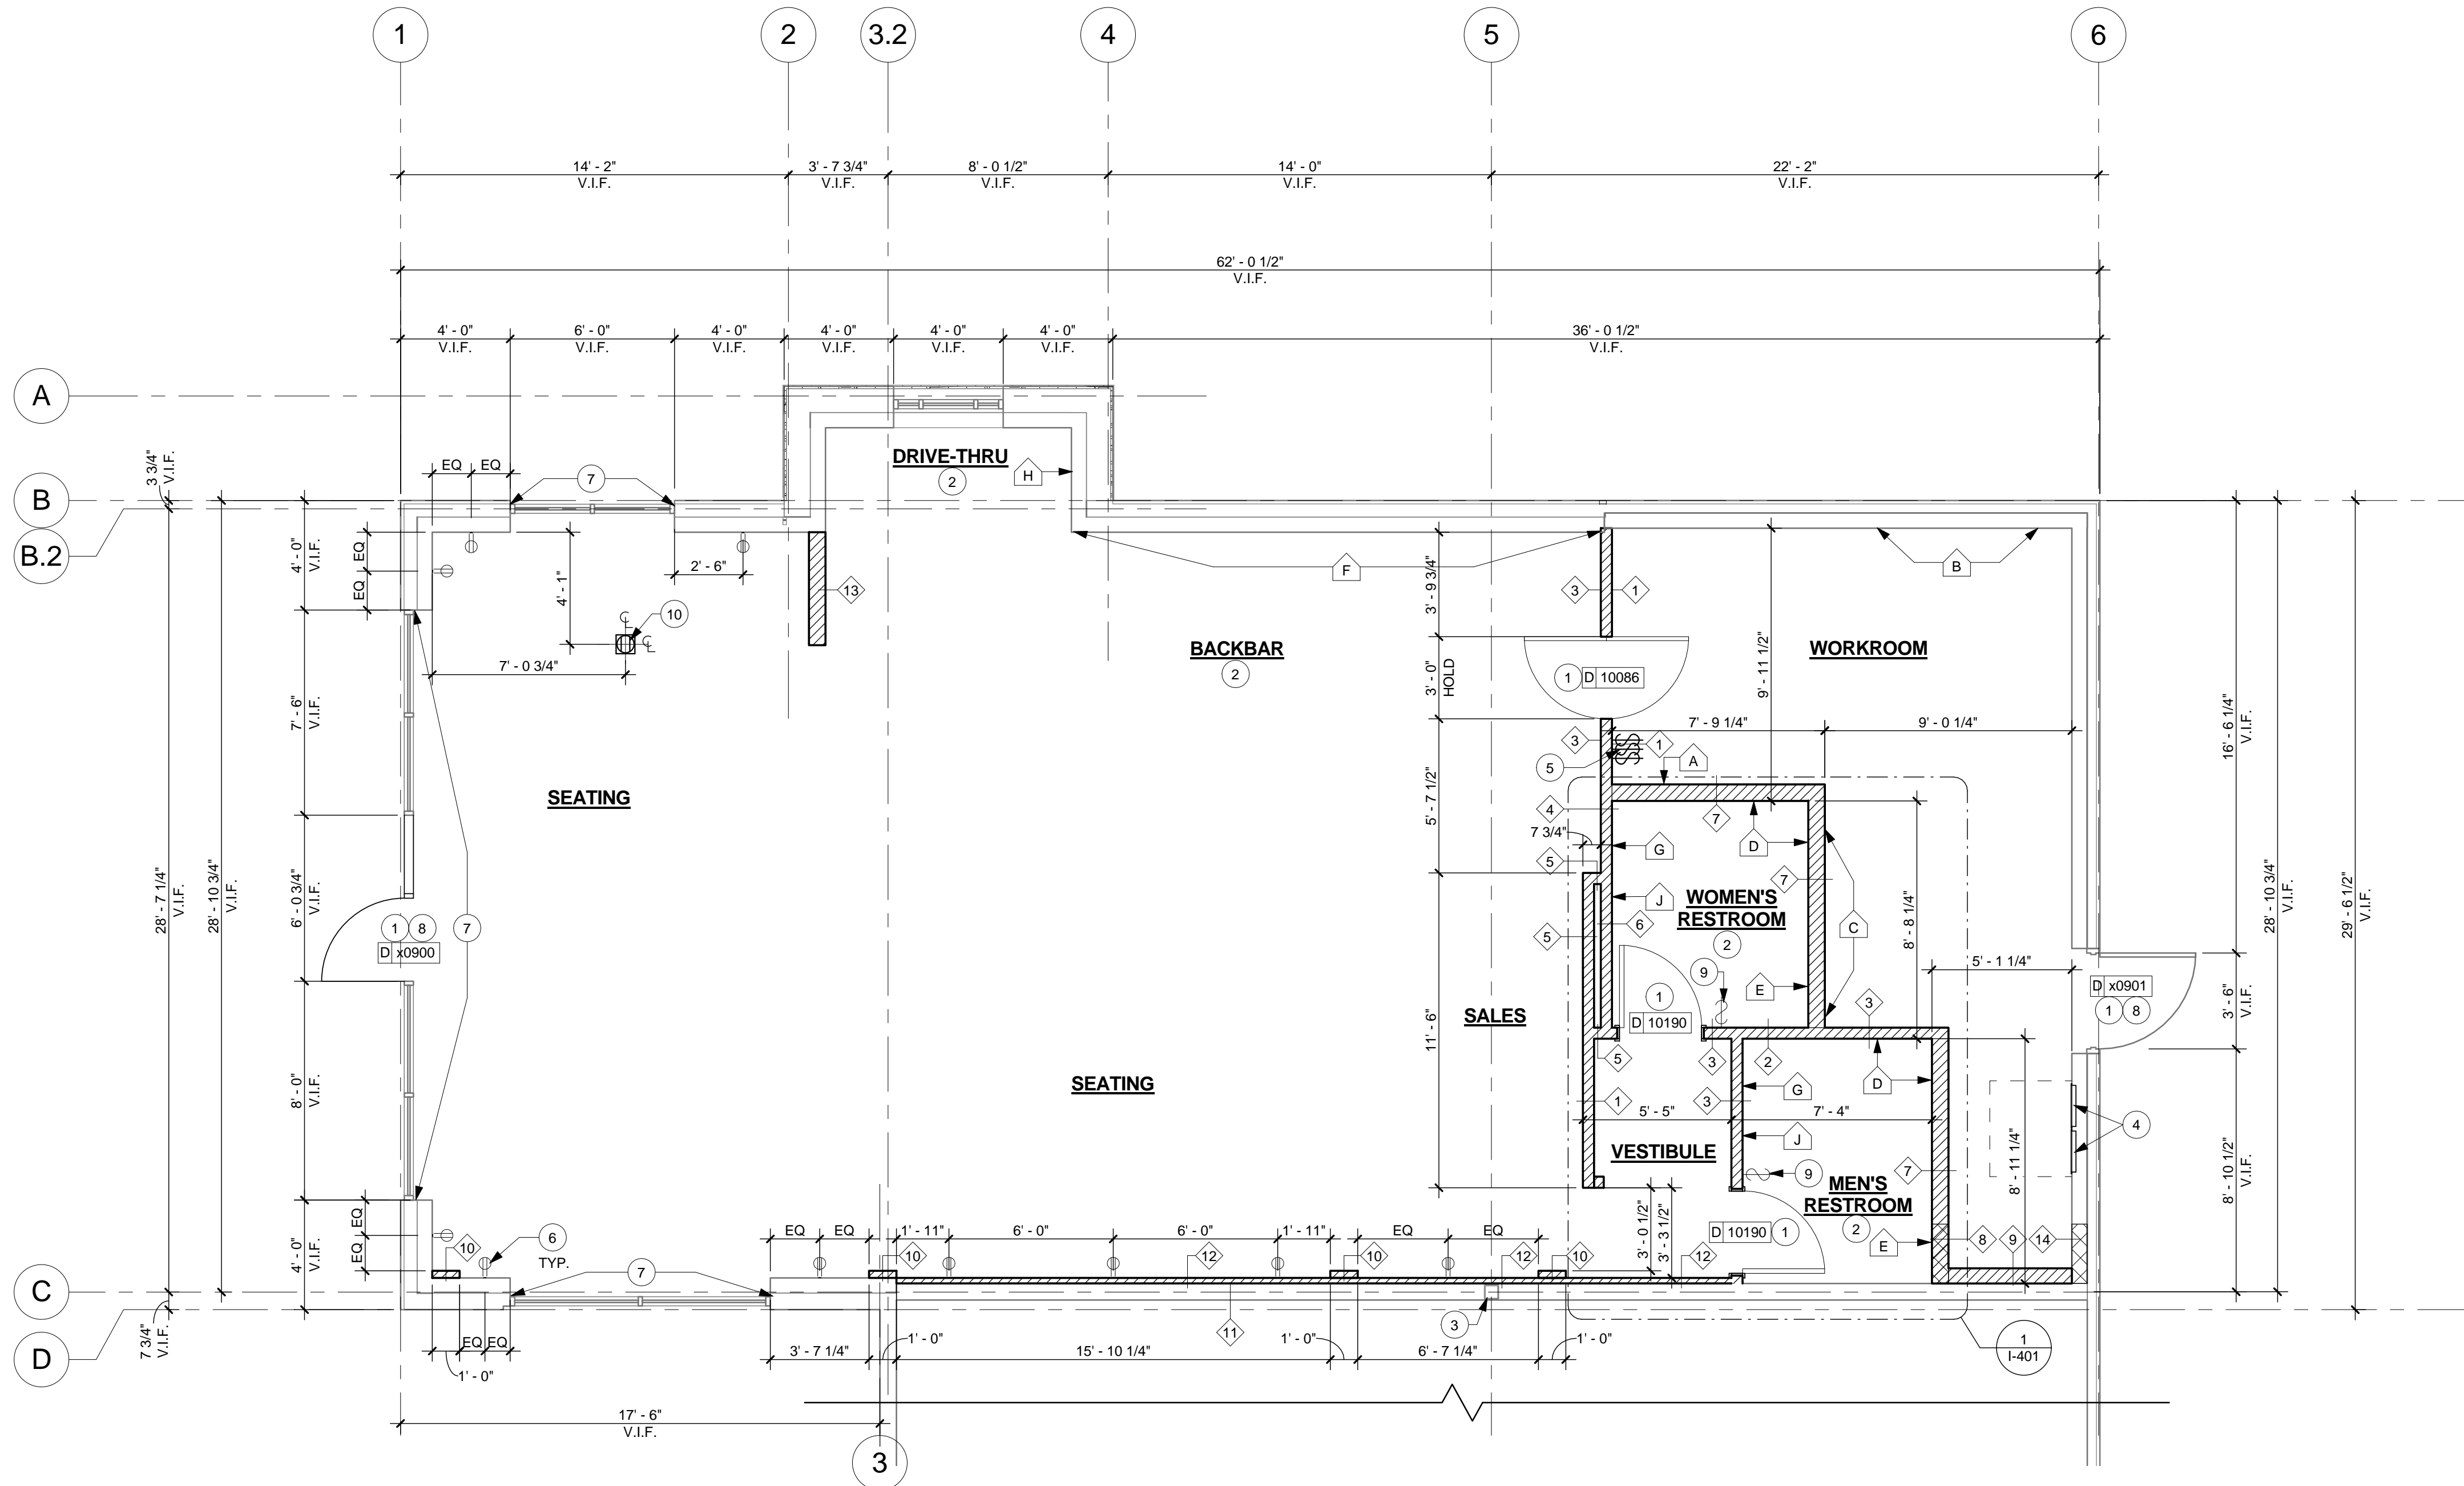 1
2
3.2
4
5
6
14' - 2"
V.I.F.
3' - 7 3/4"
V.I.F.
8' - 0 1/2"
V.I.F.
14' - 0"
V.I.F.
22' - 2"
V.I.F.
62' - 0 1/2"
V.I.F.
4' - 0"
V.I.F.
6' - 0"
V.I.F.
4' - 0"
V.I.F.
4' - 0"
V.I.F.
4' - 0"
V.I.F.
4' - 0"
V.I.F.
36' - 0 1/2"
V.I.F.
A
B
B.2
C
D
3 3/4"
V.I.F.
28' - 7 1/4"
V.I.F.
28' - 10 3/4"
V.I.F.
7 3/4"
V.I.F.
4' - 0"
V.I.F.
7' - 6"
V.I.F.
6' - 0 3/4"
V.I.F.
8' - 0"
V.I.F.
4' - 0"
V.I.F.
EQ
EQ
EQ
EQ
7
DRIVE-THRU
2
H
4' - 1"
2' - 6"
7' - 0 3/4"
CL
CL
10
13
F
B
3
1
3' - 9 3/4"
3' - 0"
HOLD
BACKBAR
2
WORKROOM
1
D 10086
9' - 11 1/2"
7' - 9 1/4"
9' - 0 1/4"
3
1
5
A
SEATING
5' - 7 1/2"
4
7
7 3/4"
G
D
5
7
J
WOMEN'S
RESTROOM
2
6
5
C
8' - 8 1/4"
1 8
D x0900
7
9
E
1
D 10190
3
5' - 1 1/4"
D x0901
1 8
SALES
11' - 6"
5
3
2
SEATING
G
D
1
3
5' - 5"
7' - 4"
J
4
VESTIBULE
9
7
8' - 11 1/4"
MEN'S
RESTROOM
2
D 10190 1
E
8
9
14
16' - 6 1/4"
V.I.F.
3' - 6"
V.I.F.
8' - 10 1/2"
V.I.F.
28' - 10 3/4"
V.I.F.
29' - 6 1/2"
V.I.F.
EQ
EQ
10
6
TYP.
7
EQ
EQ
1' - 11"
6' - 0"
6' - 0"
1' - 11"
EQ
EQ
10
12
10
12
10
12
3' - 0 1/2"
3' - 3 1/2"
3
11
EQ
EQ
1' - 0"
3' - 7 1/4"
1' - 0"
15' - 10 1/4"
1' - 0"
6' - 7 1/4"
1' - 0"
1
I-401
17' - 6"
V.I.F.
3